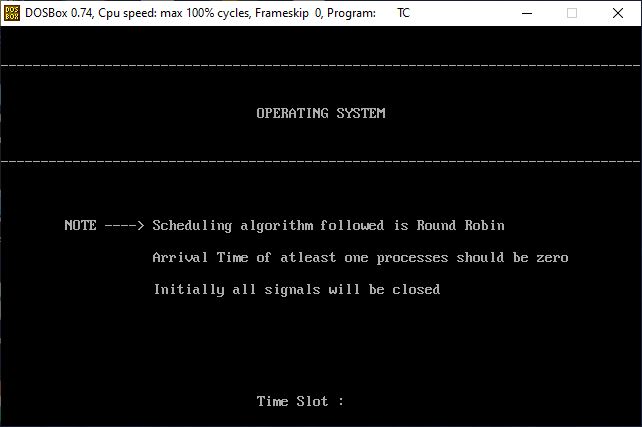 DOSBox 0.74, Cpu speed: max 100% cycles, Frameskip 0, Program: TC
OPERATING SYSTEM
NOTE ----> Scheduling algorithm followed is Round Robin
Arrival Time of atleast one processes should be zero
Initially all signals will be closed
Time Slot :